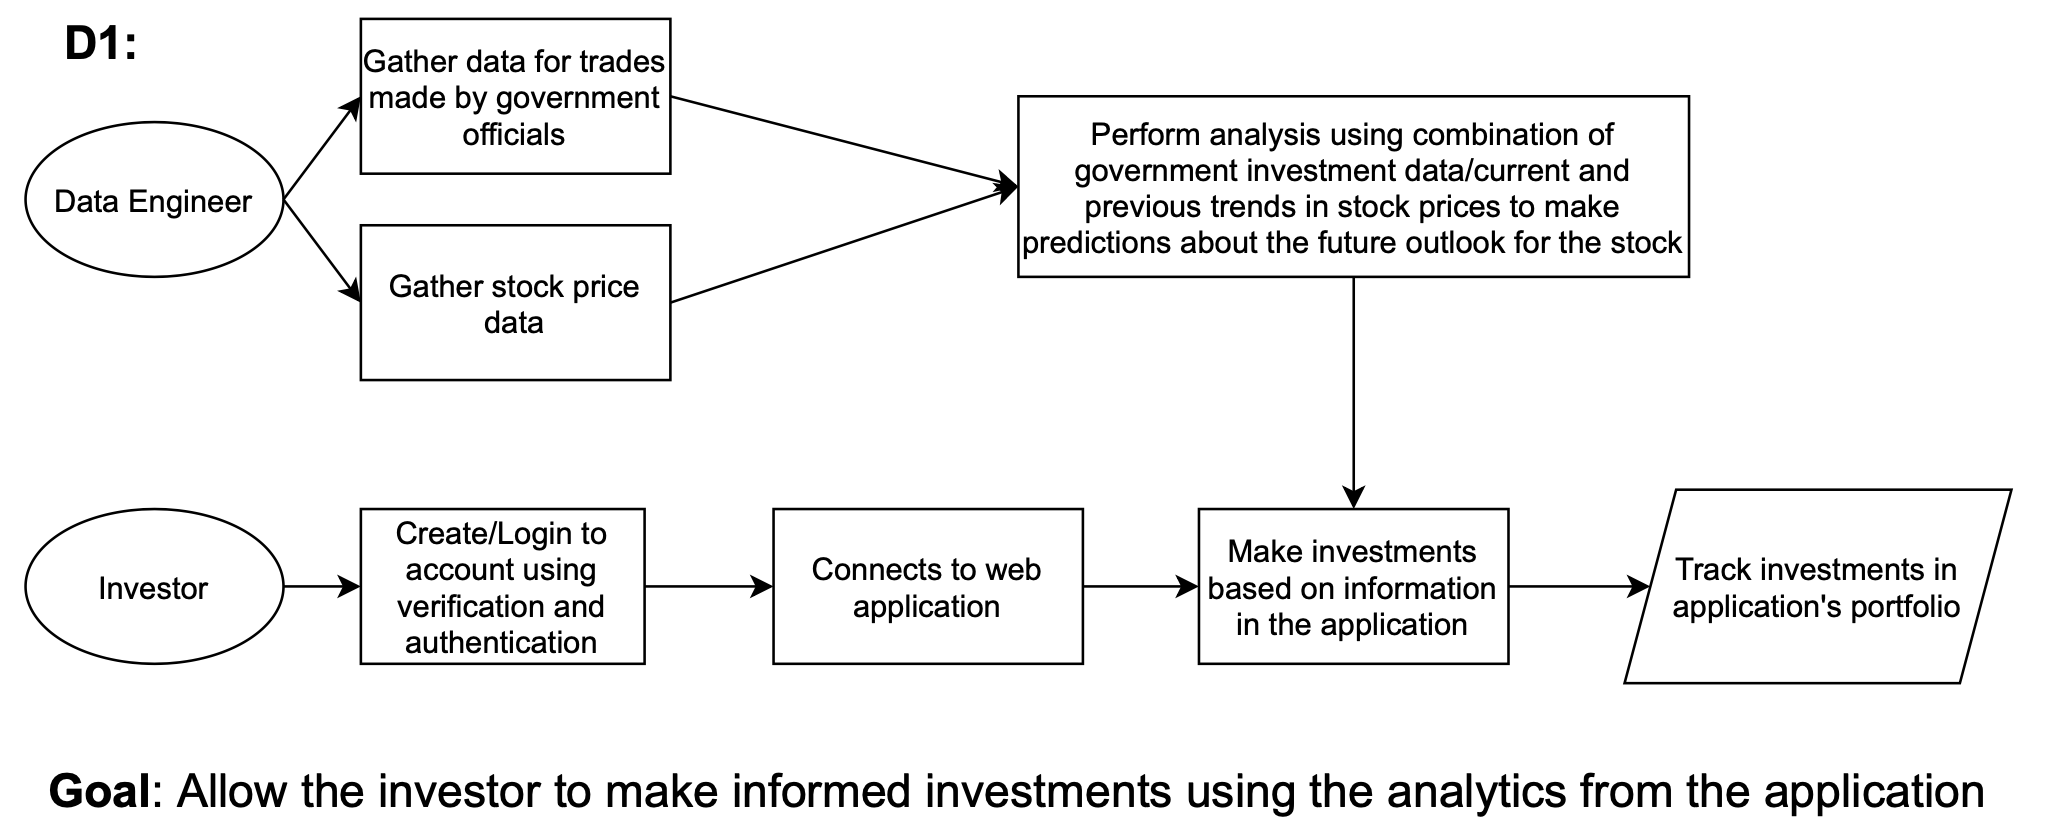 D1:
Gather data for trades
made by government
officials
Data Engineer
Gather stock price
data
Perform analysis using combination of
government investment data/current and
previous trends in stock prices to make
predictions about the future outlook for the stock
Investor
Create/Login to
account using
verification and
authentication
Connects to web
application
Make investments
based on information
in the application
Track investments in
application's portfolio
Goal: Allow the investor to make informed investments using the analytics from the application